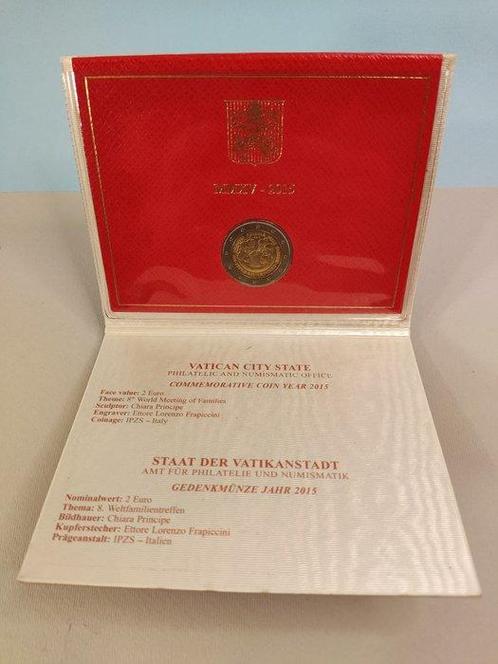 MMXV - 2015
VATICAN CITY STATE
PHILATELIC AND NUMISMATIC OFFICE
COMMEMORATIVE COIN YEAR 2015
Face value: 2 Euro
Theme: 8th World Meeting of Families
Sculptor: Chiara Principe
Engraver: Ettore Lorenzo Frapiccini
Coinage: IPZS – Italy
STAAT DER VATIKANSTADT
AMT FÜR PHILATELIE UND NUMISMATIK
GEDENKMÜNZE JAHR 2015
Nominalwert: 2 Euro
Thema: 8. Weltfamilientreffen
Bildhauer: Chiara Principe
Kupferstecher: Ettore Lorenzo Frapiccini
Prägeanstalt: IPZS – Italien